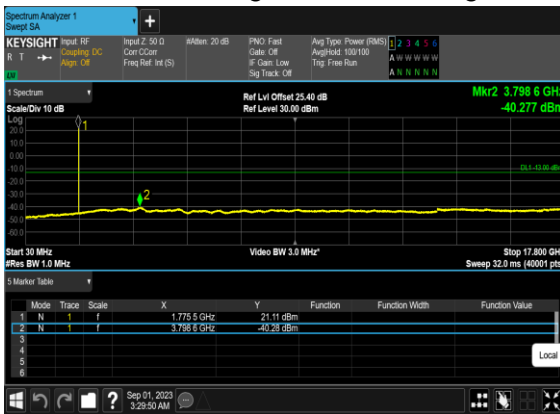 Spectrum Analyzer 1
Swept SA
KEYSIGHT Input: RF Input Z: 50 Ω #Atten: 20 dB PNO: Fast Avg Type: Power (RMS) 1 2 3 4 5 6
R T Coupling: DC Corr CCorr Gate: Off Avg|Hold: 100/100 A W W W W W
Align: Off Freq Ref: Int (S) IF Gain: Low Trig: Free Run
Sig Track: Off A N N N N N
1 Spectrum Ref Lvl Offset 25.40 dB Mkr2 3.798 6 GHz
Scale/Div 10 dB Ref Level 30.00 dBm -40.277 dBm
Log
20.0
10.0
0.00
-10.0
-20.0
-30.0
-40.0
-50.0
-60.0
1
2
DL1 -13.00 dBm
Start 30 MHz Video BW 3.0 MHz* Stop 17.800 GH
#Res BW 1.0 MHz Sweep 32.0 ms (40001 pts
5 Marker Table
Mode Trace Scale X Y Function Function Width Function Value
1 N 1 f 1.775 5 GHz 21.11 dBm
2 N 1 f 3.798 6 GHz -40.28 dBm
3
4
5
6
Local
? Sep 01, 2023
3:29:50 AM